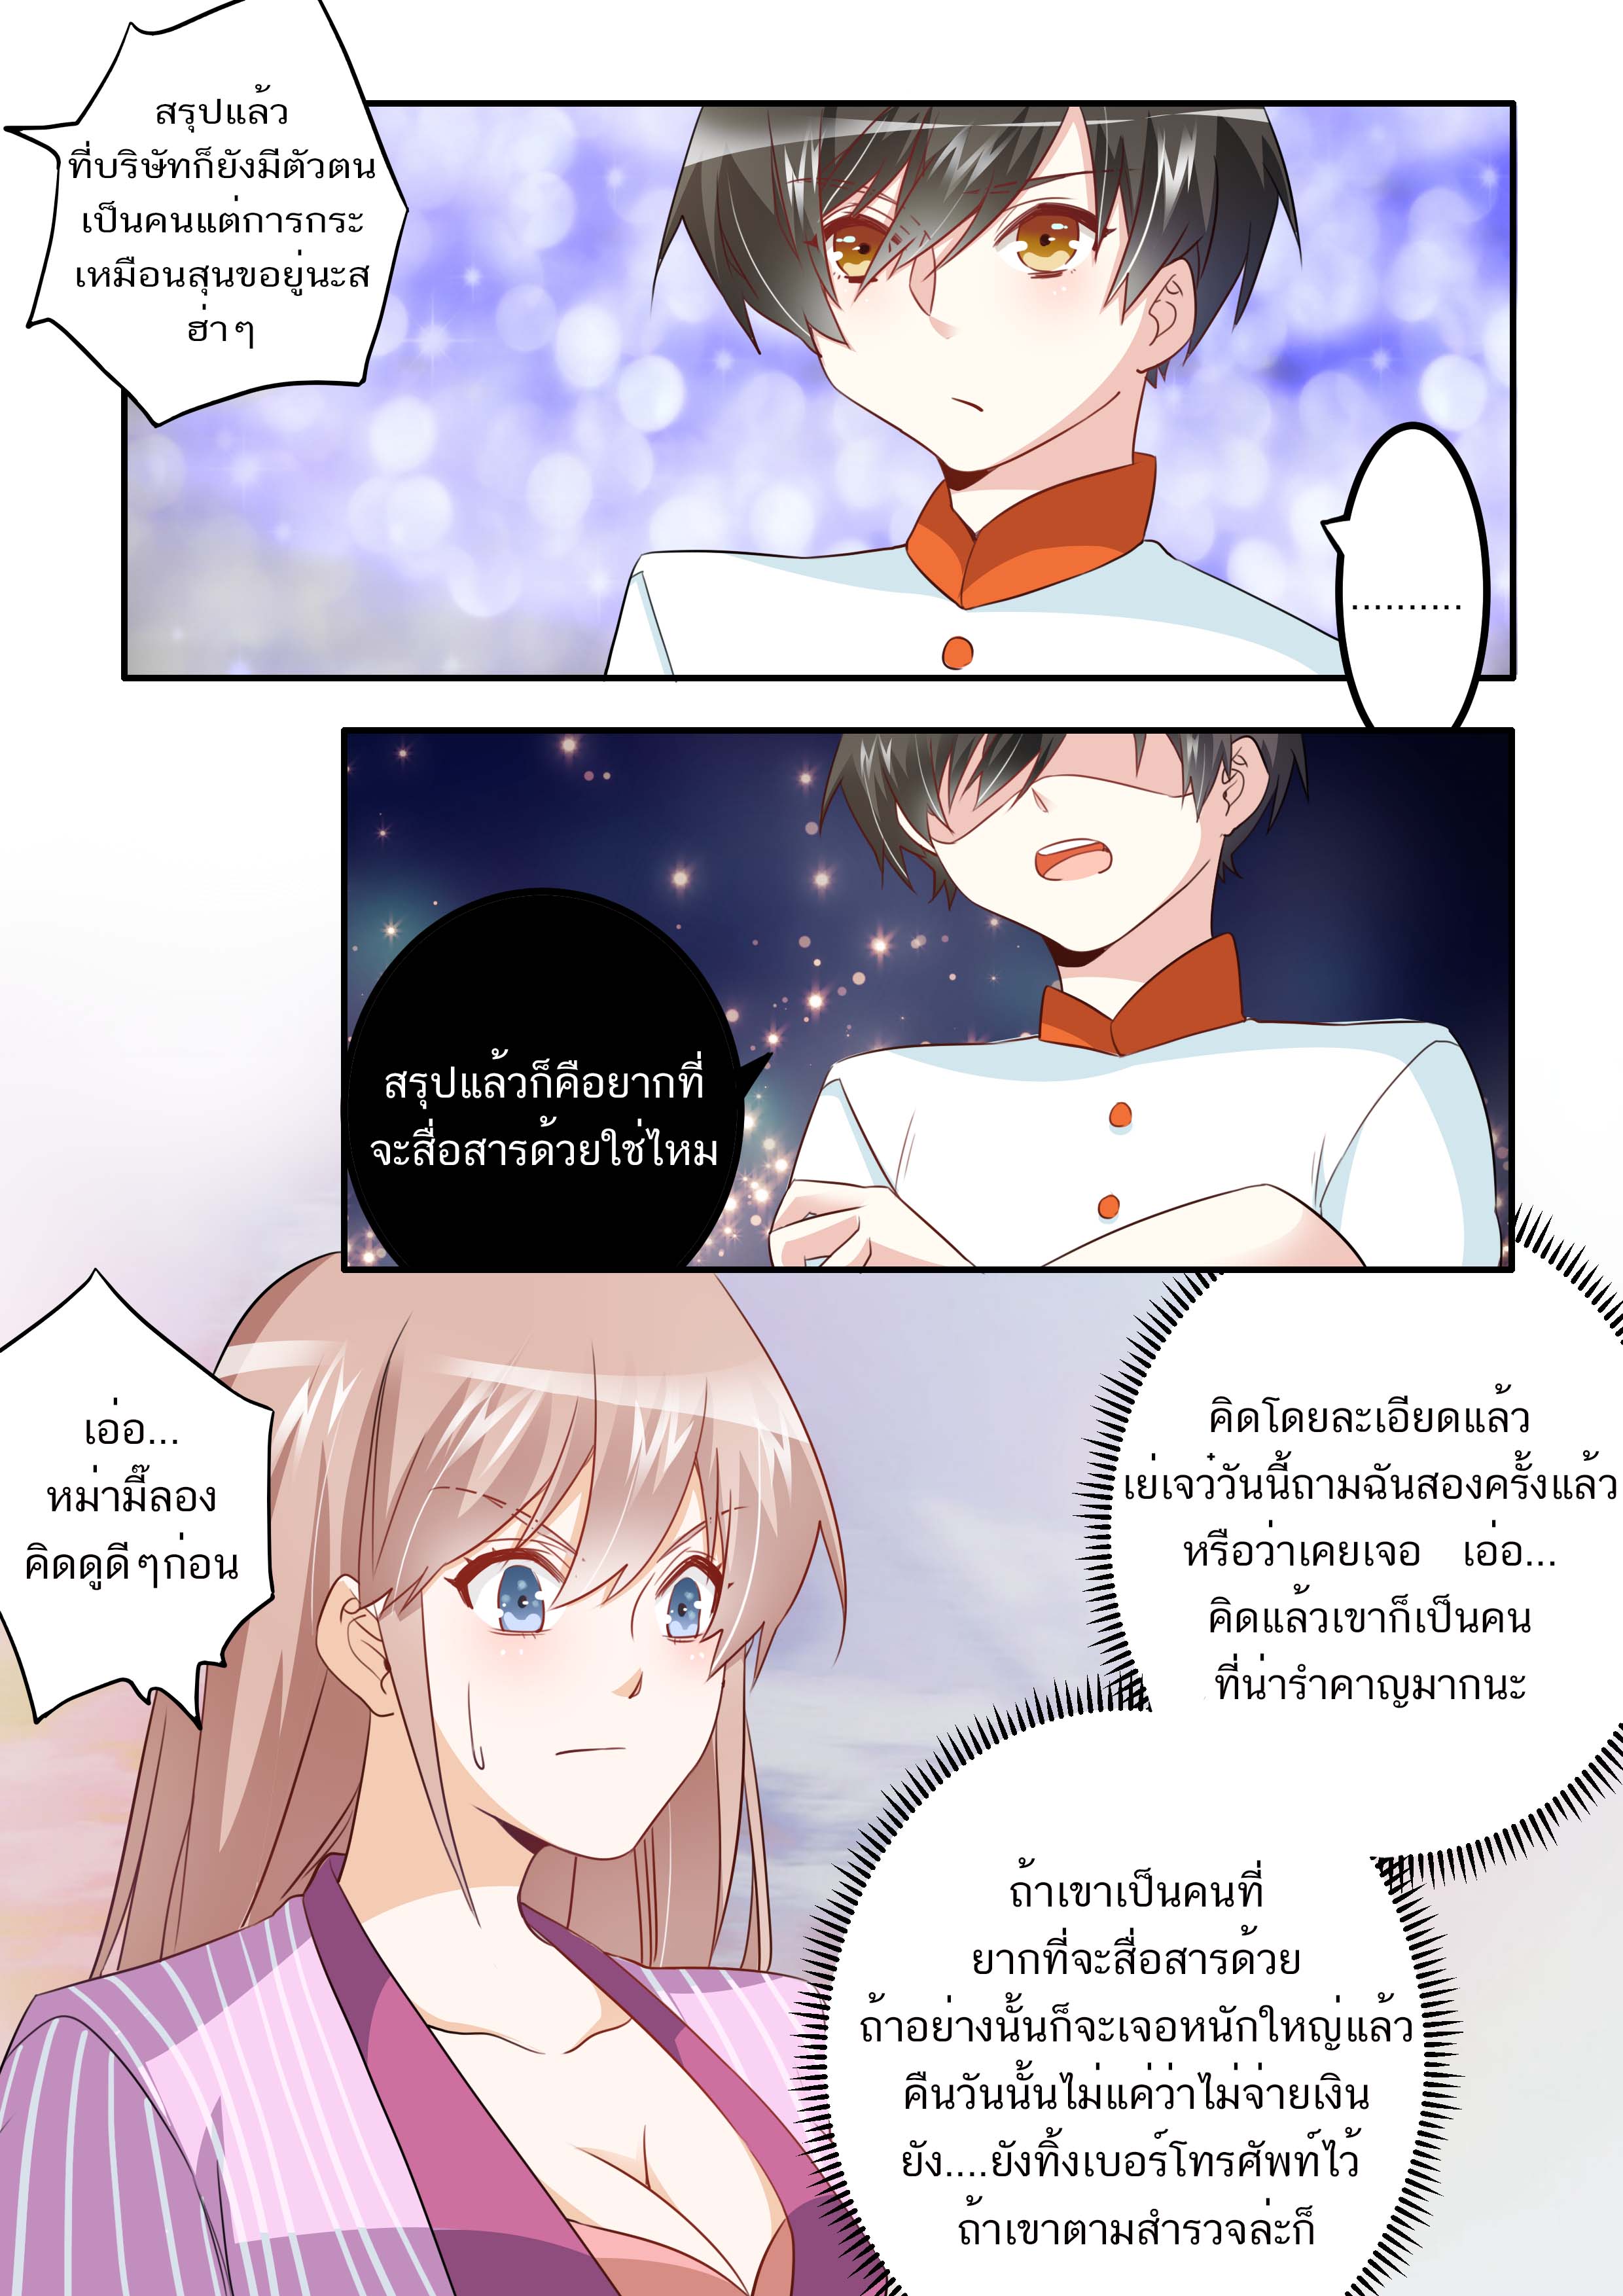 สรุปแล้ว
ที่บริษัทก็ยังมีตัวตน
เป็นคนแต่การกระ
เหมือนสุนขอยู่นะส
ฮ่าๆ
..........
สรุปแล้วก็คือยากที่
จะสื่อสารด้วยใช่ไหม
เอ่อ...
หม่ามี๊ลอง
คิดดูดีๆก่อน
คิดโดยละเอียดแล้ว
เย่เจว๋วันนี้ถามฉันสองครั้งแล้ว
หรือว่าเคยเจอ เอ่อ...
คิดแล้วเขาก็เป็นคน
ที่น่ารำคาญมากนะ
ถ้าเขาเป็นคนที่
ยากที่จะสื่อสารด้วย
ถ้าอย่างนั้นก็จะเจอหนักใหญ่แล้ว
คืนวันนั้นไม่แค่ว่าไม่จ่ายเงิน
ยัง....ยังทิ้งเบอร์โทรศัพท์ไว้
ถ้าเขาตามสำรวจล่ะก็